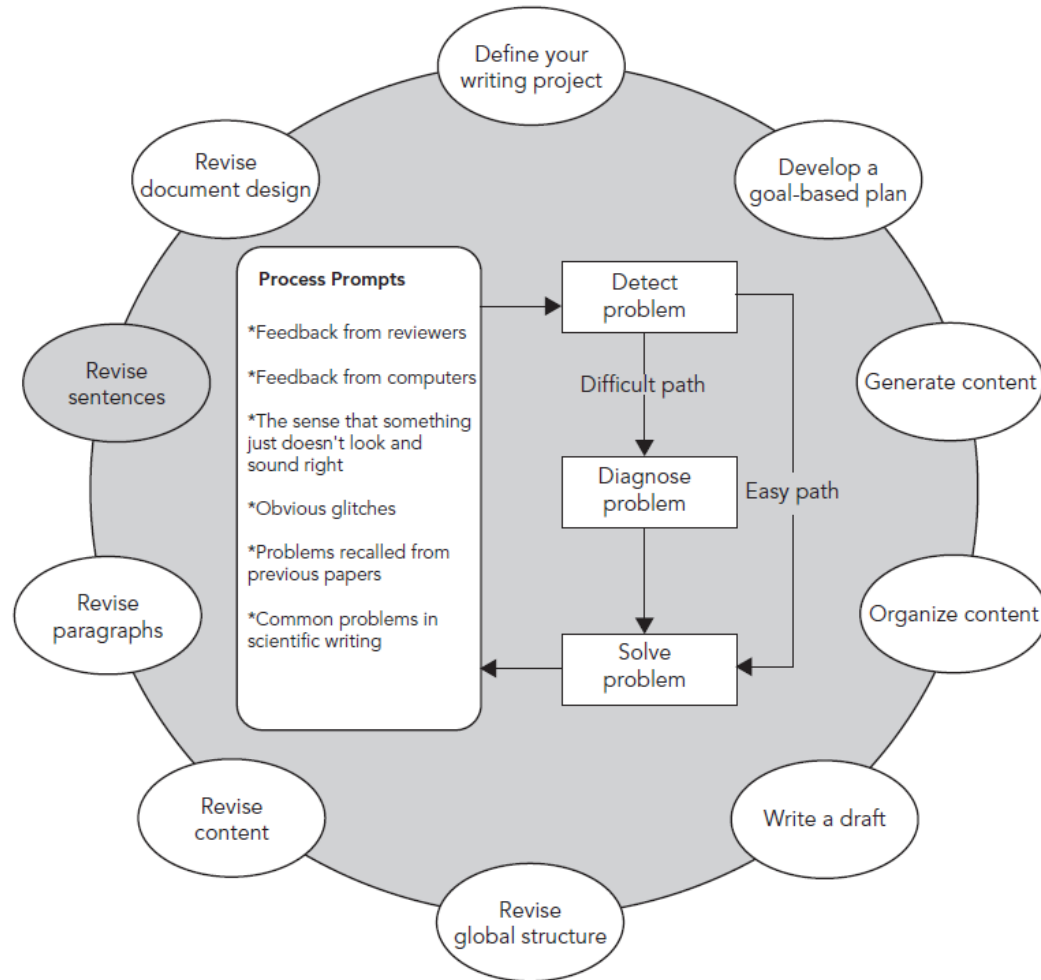 Define your
writing project
Develop a
goal-based plan
Generate content
Organize content
Write a draft
Revise
global structure
Revise
content
Revise
paragraphs
Revise
sentences
Revise
document design
Process Prompts
*Feedback from reviewers
*Feedback from computers
*The sense that something
just doesn't look and
sound right
*Obvious glitches
*Problems recalled from
previous papers
*Common problems in
scientific writing
Detect
problem
Difficult path
Diagnose
problem
Easy path
Solve
problem